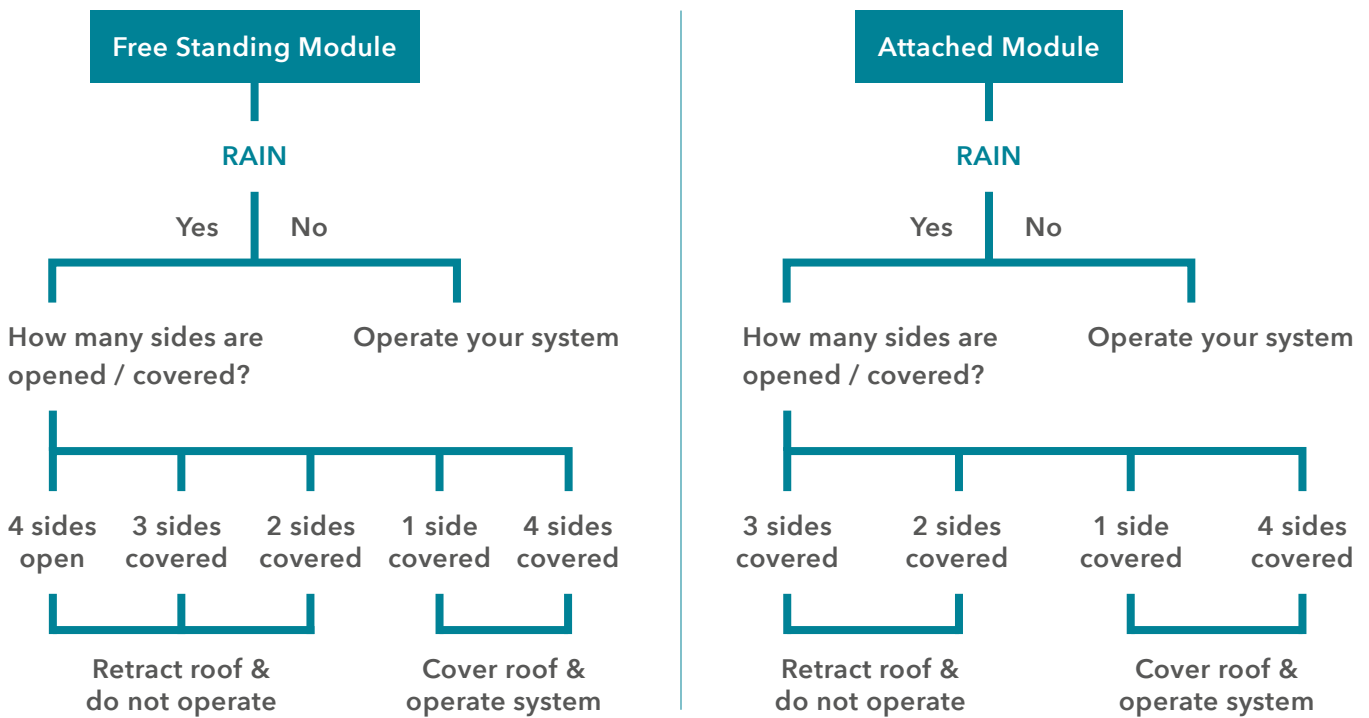 Free Standing Module
RAIN
Yes
No
How many sides are
opened / covered?
Operate your system
4 sides
open
3 sides
covered
2 sides
covered
1 side
covered
4 sides
covered
Retract roof &
do not operate
Cover roof &
operate system
Attached Module
RAIN
Yes
No
How many sides are
opened / covered?
Operate your system
3 sides
covered
2 sides
covered
1 side
covered
4 sides
covered
Retract roof &
do not operate
Cover roof &
operate system